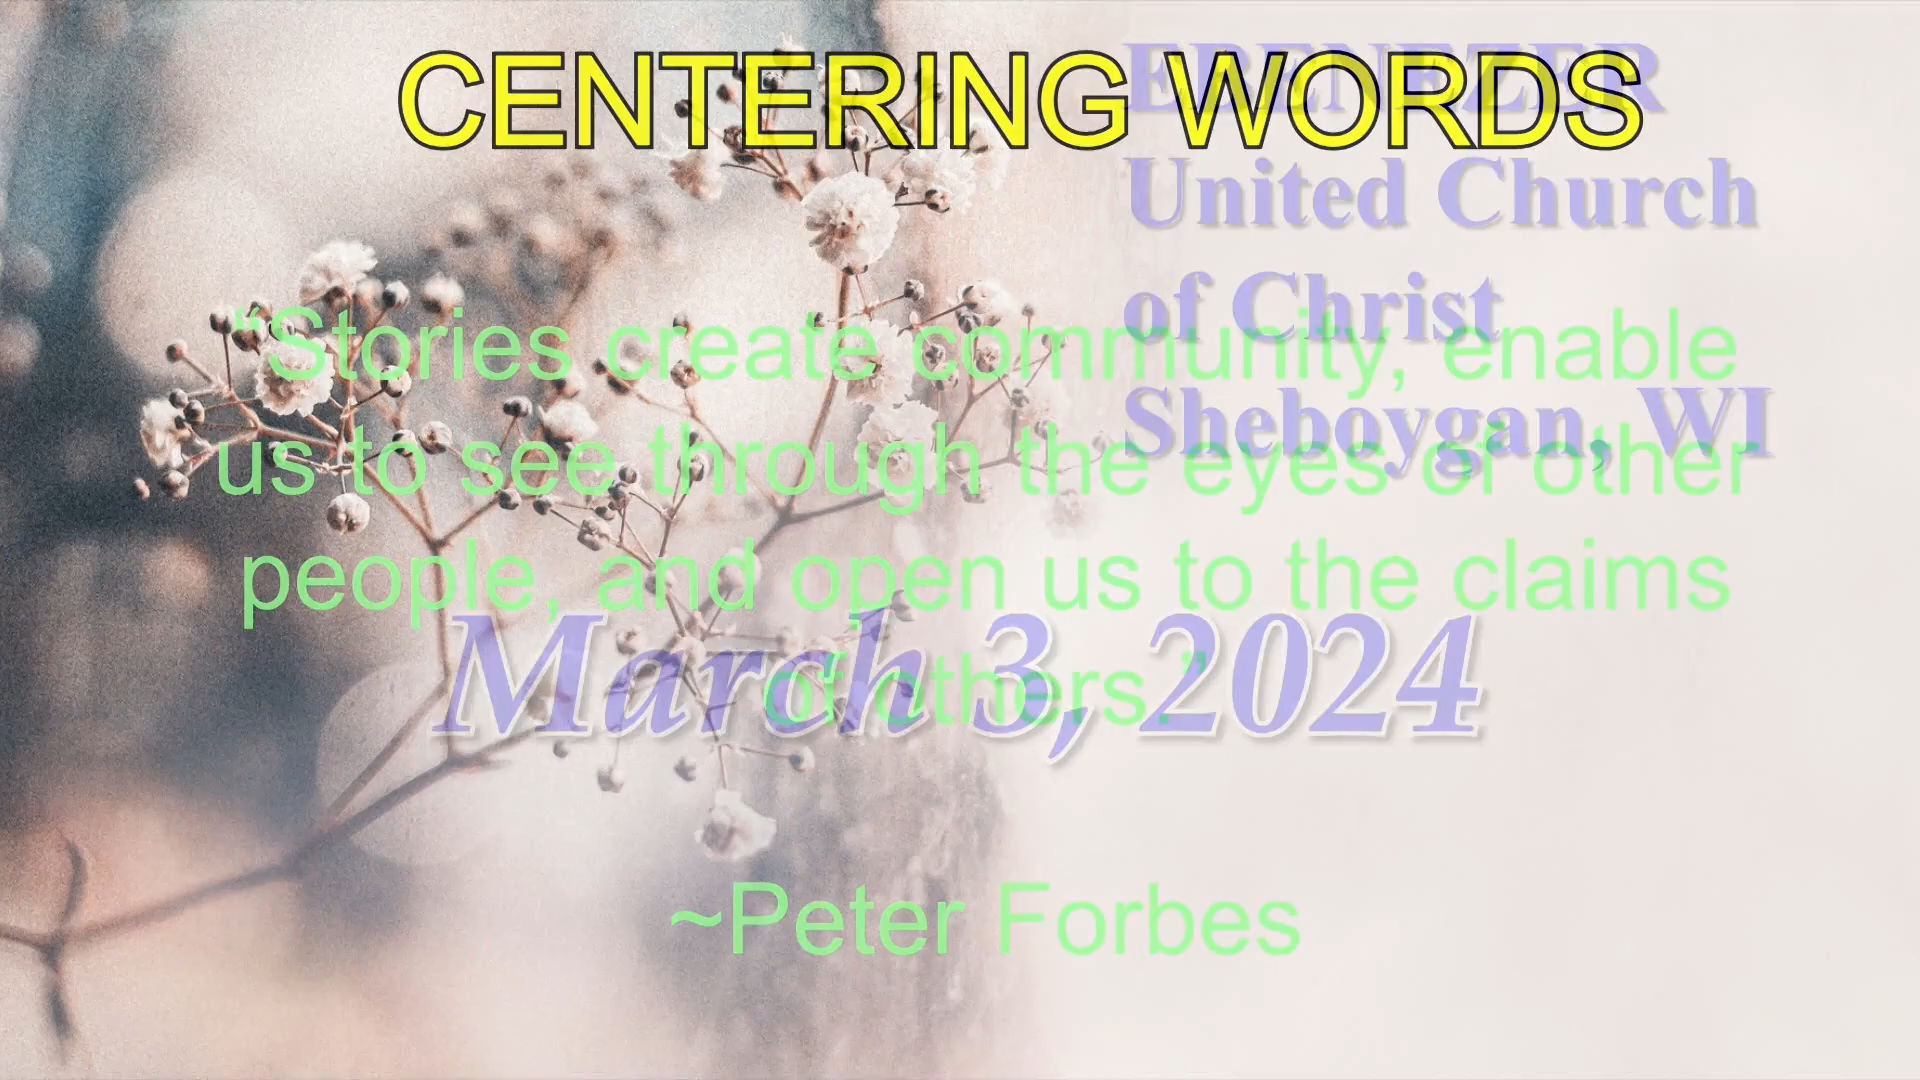 CENTERING WORDS
EBENEZER
United Church
of Christ
Sheboygan, WI
“Stories create community, enable
us to see through the eyes of other
people, and open us to the claims
of others.”
March 3, 2024
~Peter Forbes